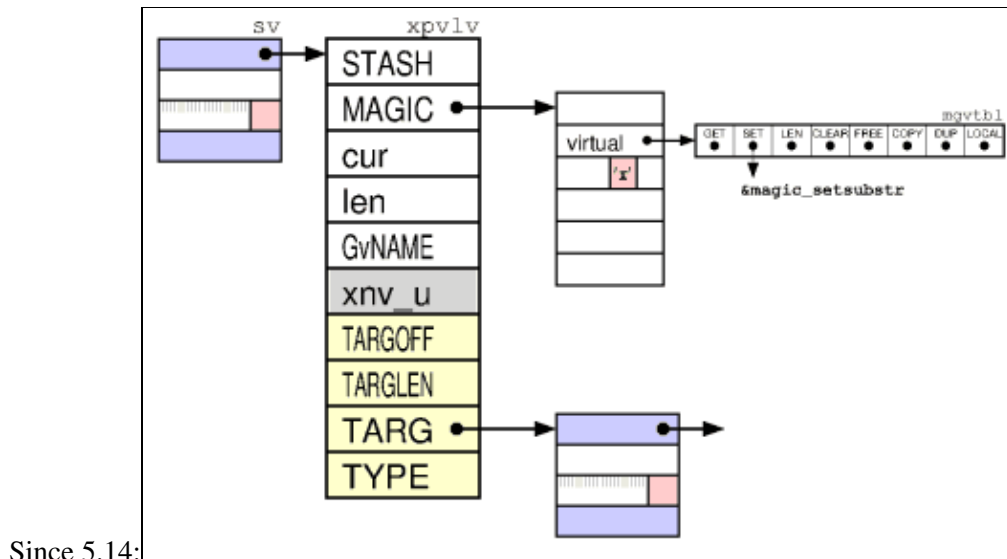 sv
xpvlv
STASH
MAGIC
cur
len
GvNAME
xnv_u
TARGOFF
TARGLEN
TARG
TYPE
virtual
'x'
mgvtbl
GET SET LEN CLEAR FREE COPY DUP LOCAL
&magic_setsubstr
Since 5.14: